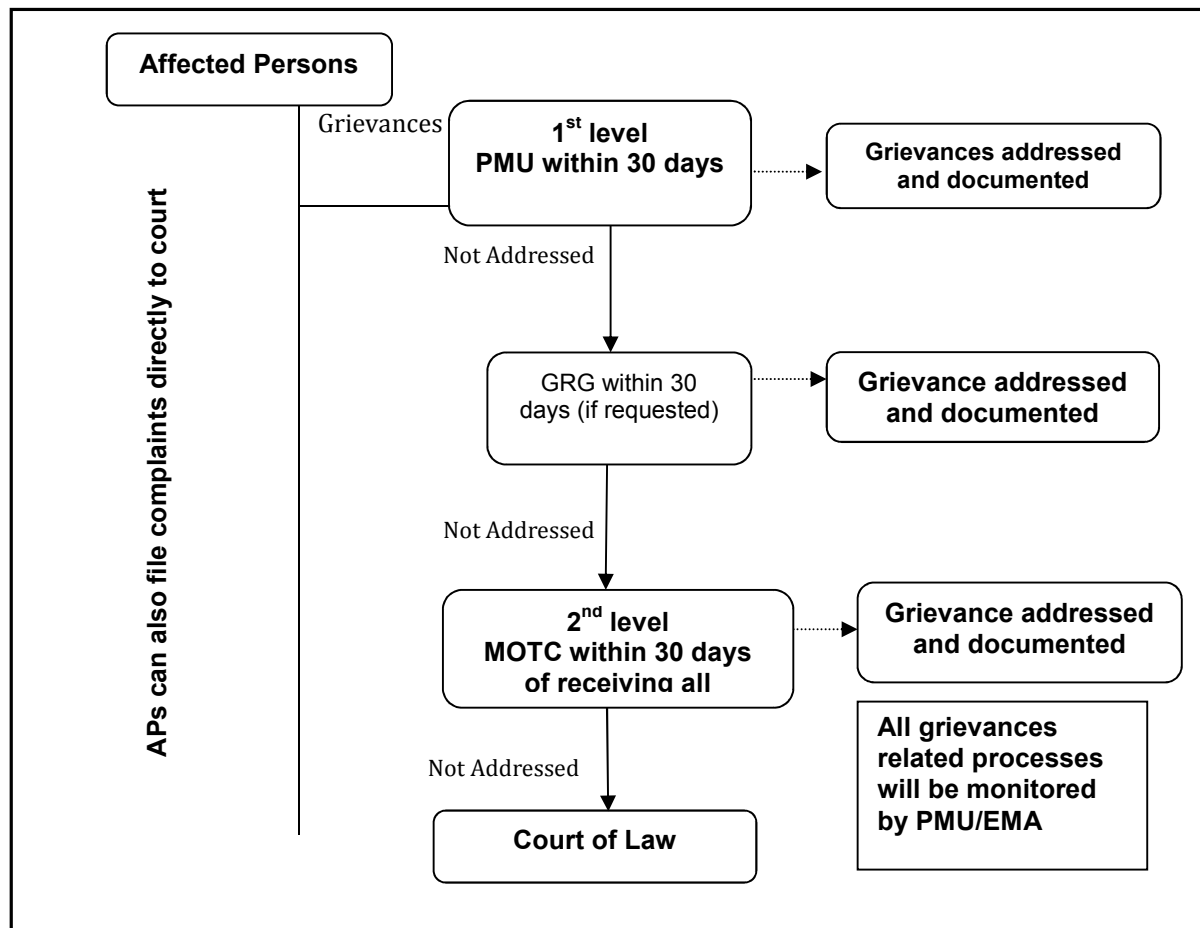 Affected Persons
Grievances
1st level
PMU within 30 days
Grievances addressed
and documented
Not Addressed
GRG within 30
days (if requested)
Grievance addressed
and documented
Not Addressed
2nd level
MOTC within 30 days
of receiving all
Grievance addressed
and documented
All grievances
related processes
will be monitored
by PMU/EMA
Not Addressed
Court of Law
APs can also file complaints directly to court